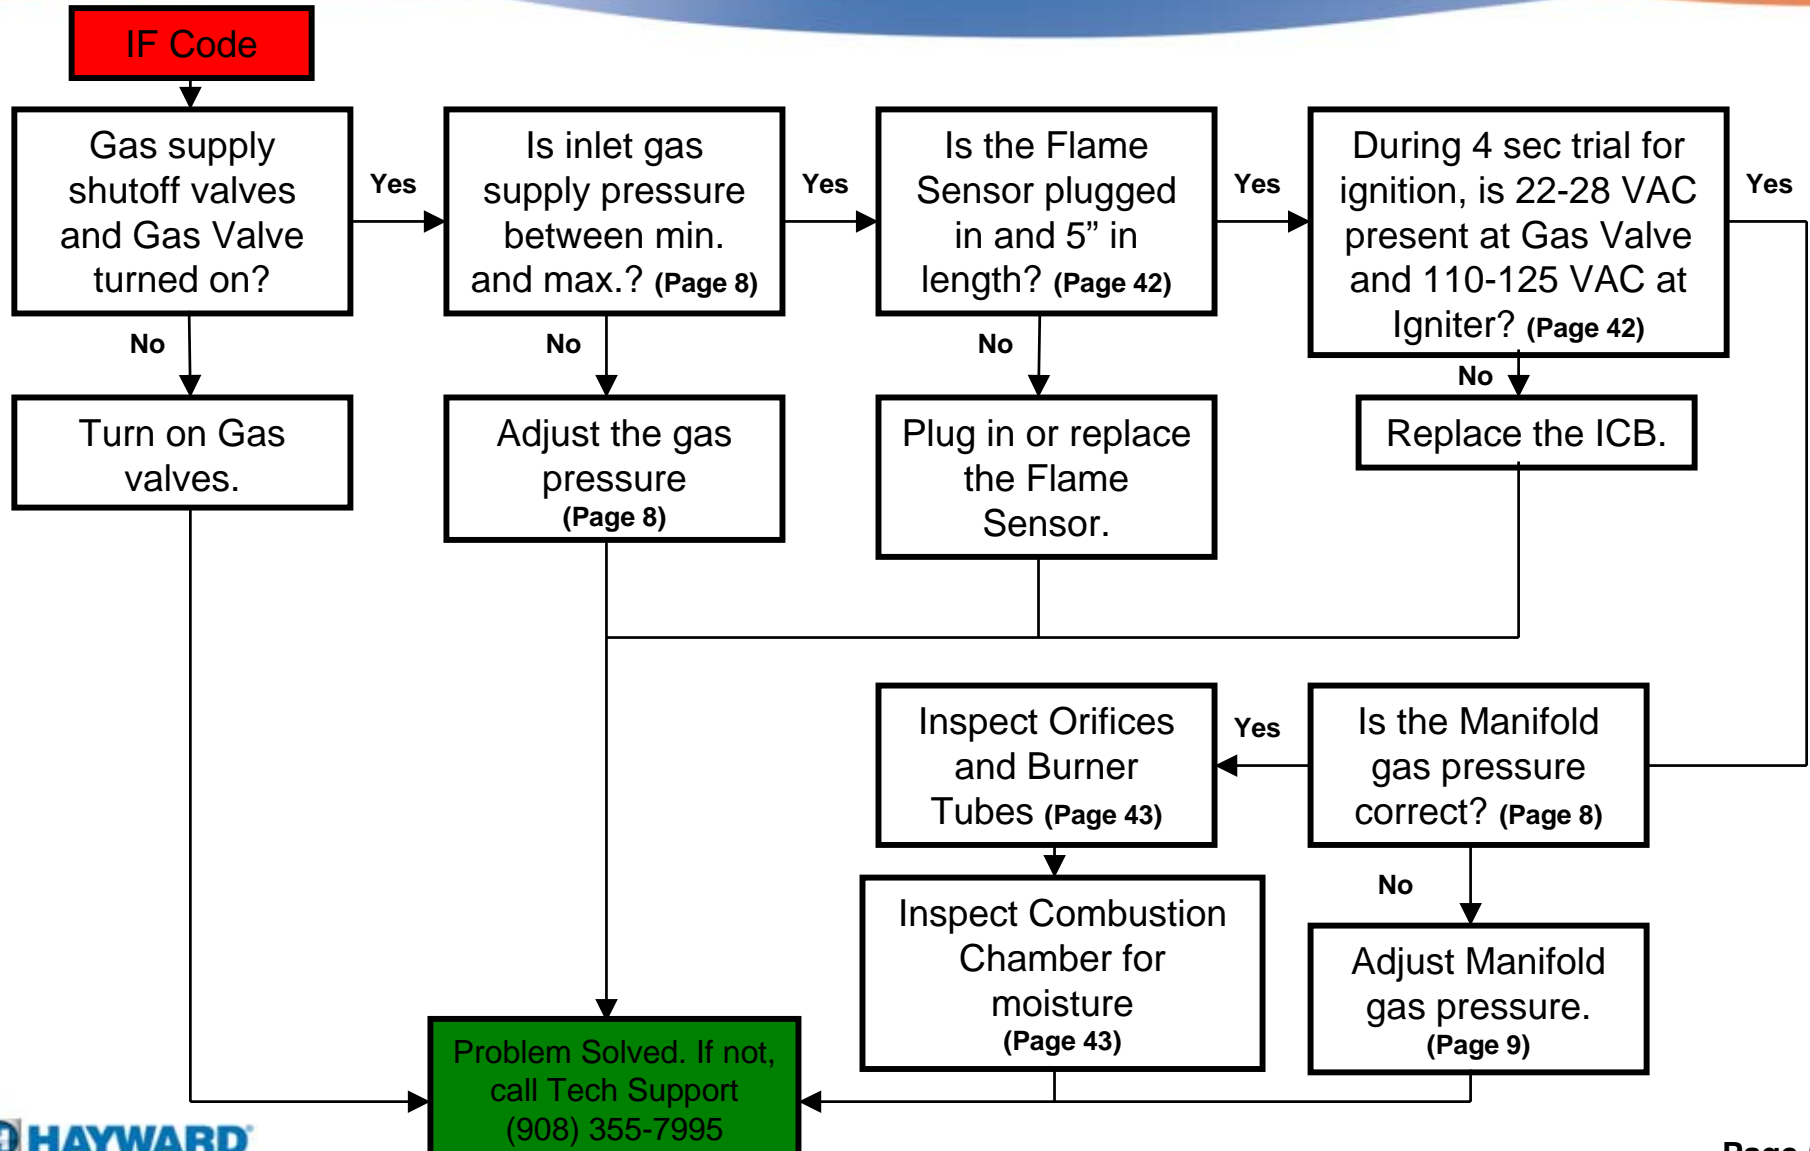 IF Code
Gas supply
shutoff valves
and Gas Valve
turned on?
Yes
No
Turn on Gas
valves.
Is inlet gas
supply pressure
between min.
and max.? (Page 8)
Yes
No
Adjust the gas
pressure
(Page 8)
Is the Flame
Sensor plugged
in and 5” in
length? (Page 42)
Yes
No
Plug in or replace
the Flame
Sensor.
During 4 sec trial for
ignition, is 22-28 VAC
present at Gas Valve
and 110-125 VAC at
Igniter? (Page 42)
Yes
No
Replace the ICB.
Is the Manifold
gas pressure
correct? (Page 8)
Yes
No
Inspect Orifices
and Burner
Tubes (Page 43)
Inspect Combustion
Chamber for
moisture
(Page 43)
Adjust Manifold
gas pressure.
(Page 9)
Problem Solved. If not,
call Tech Support
(908) 355-7995
HAYWARD
Page